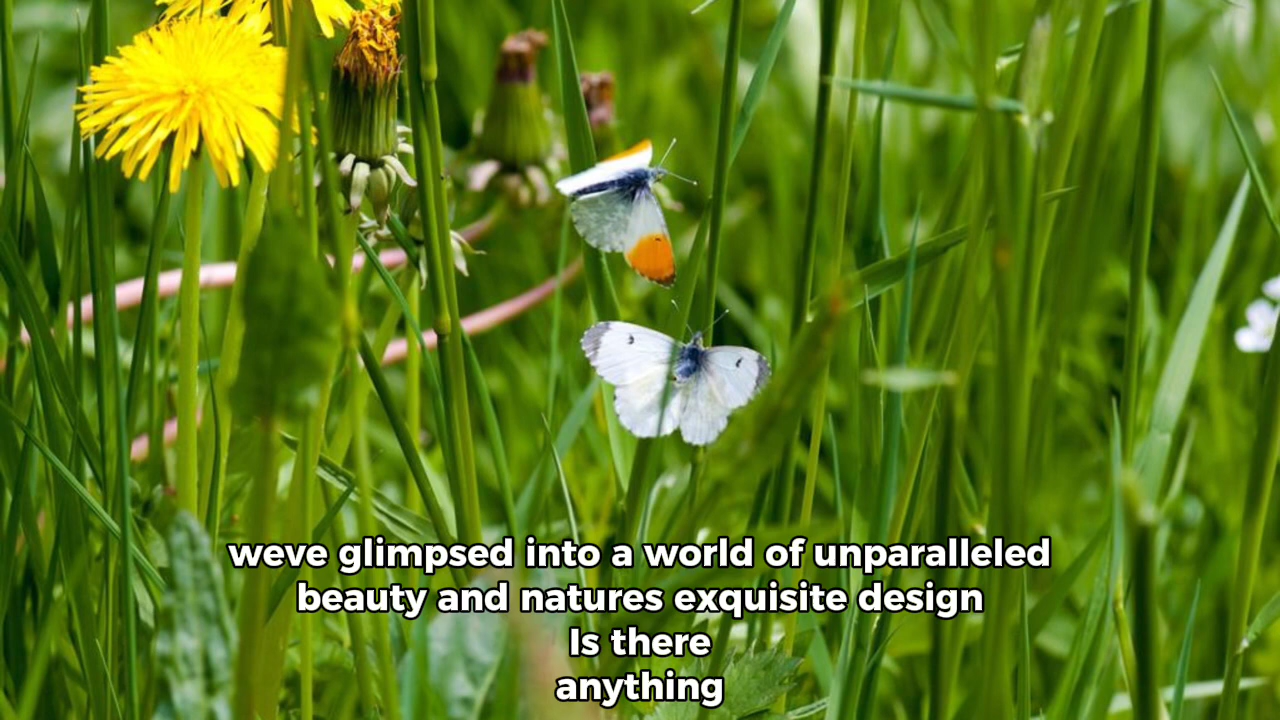 weve glimpsed into a world of unparalleled
beauty and natures exquisite design
Is there
anything